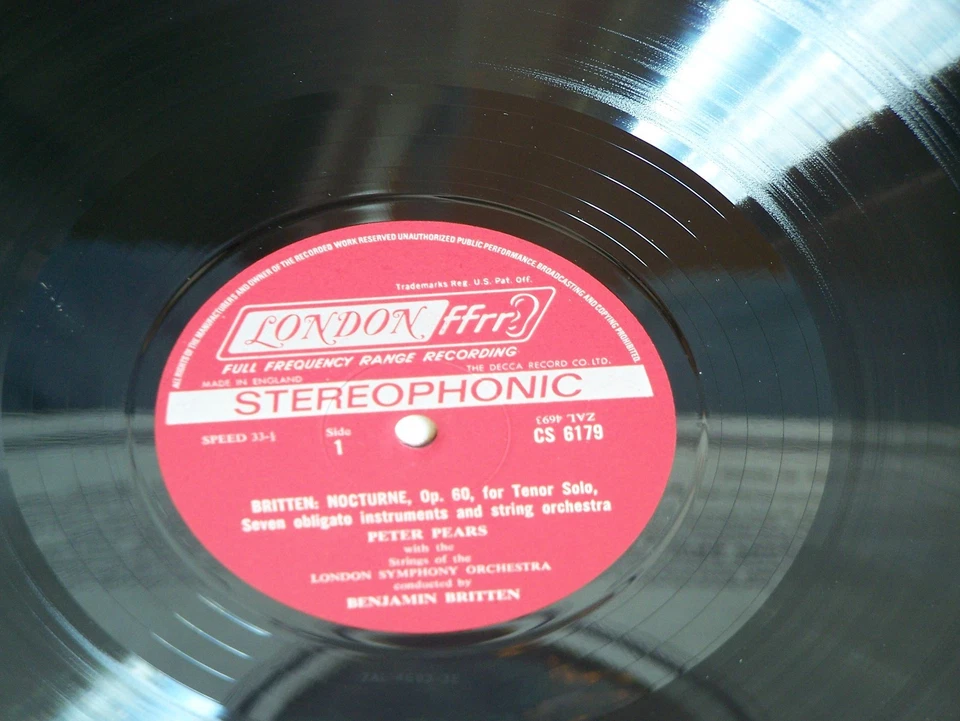 ALL RIGHTS OF THE MANUFACTURERS AND OWNER OF THE RECORDED WORK RESERVED UNAUTHORIZED PUBLIC PERFORMANCE BROADCASTING AND COPYING PROHIBITED
Trademarks Reg. U.S. Pat. Off.
LONDON ffrr
FULL FREQUENCY RANGE RECORDING
MADE IN ENGLAND THE DECCA RECORD CO. LTD.
STEREOPHONIC
ZAL 4693
SPEED 33-⅓ Side CS 6179
1
BRITTEN: NOCTURNE, Op. 60, for Tenor Solo,
Seven obligato instruments and string orchestra
PETER PEARS
with the
Strings of the
LONDON SYMPHONY ORCHESTRA
conducted by
BENJAMIN BRITTEN